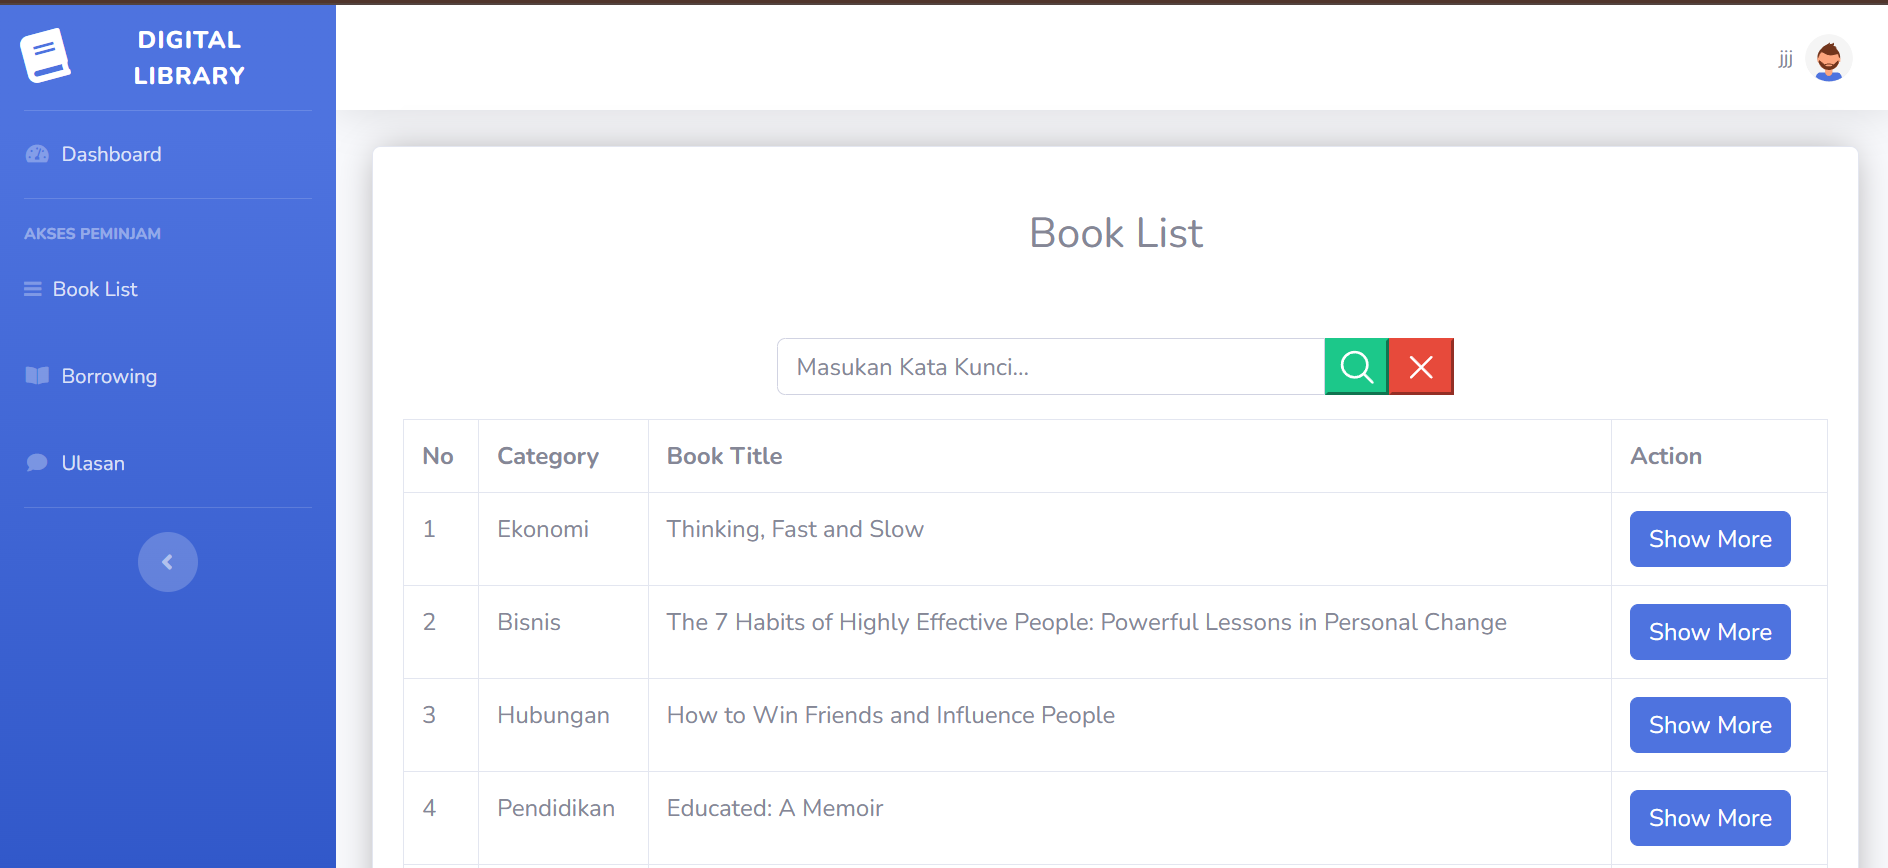 DIGITAL
LIBRARY
jjj
Dashboard
AKSES PEMINJAM
Book List
Borrowing
Ulasan
Book List
Masukan Kata Kunci...
No Category Book Title Action
1 Ekonomi Thinking, Fast and Slow Show More
2 Bisnis The 7 Habits of Highly Effective People: Powerful Lessons in Personal Change Show More
3 Hubungan How to Win Friends and Influence People Show More
4 Pendidikan Educated: A Memoir Show More